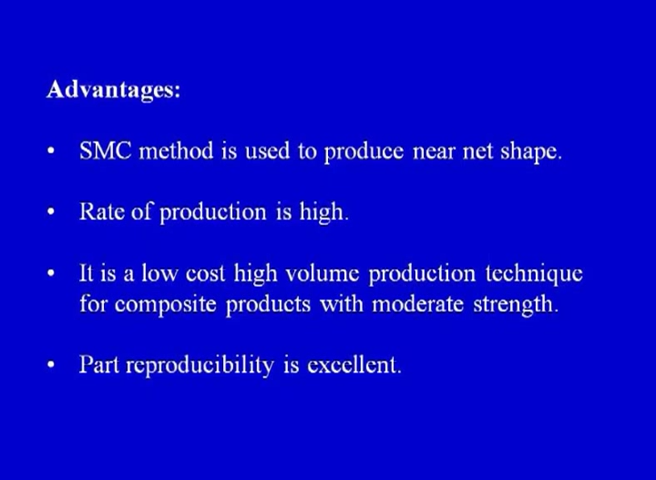 Advantages:
• SMC method is used to produce near net shape.
• Rate of production is high.
• It is a low cost high volume production technique
for composite products with moderate strength.
• Part reproducibility is excellent.